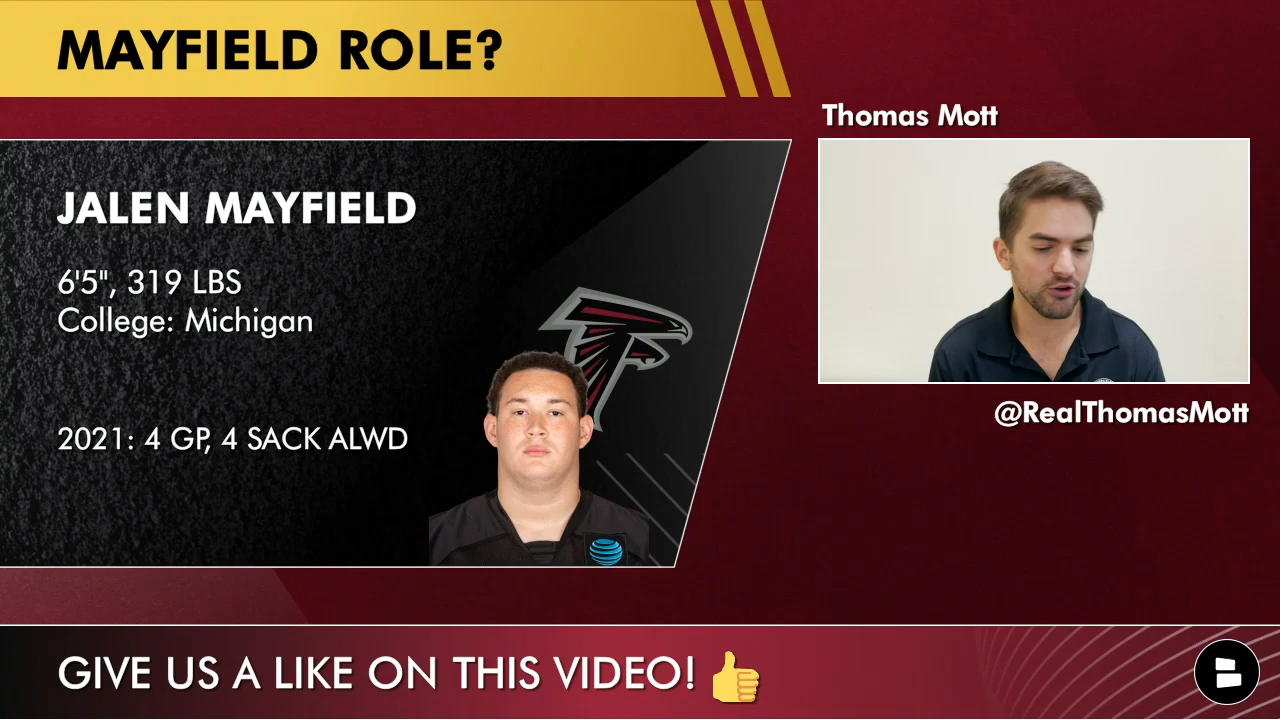 MAYFIELD ROLE?
Thomas Mott
JALEN MAYFIELD
6'5", 319 LBS
College: Michigan
2021: 4 GP, 4 SACK ALWD
@RealThomasMott
GIVE US A LIKE ON THIS VIDEO!